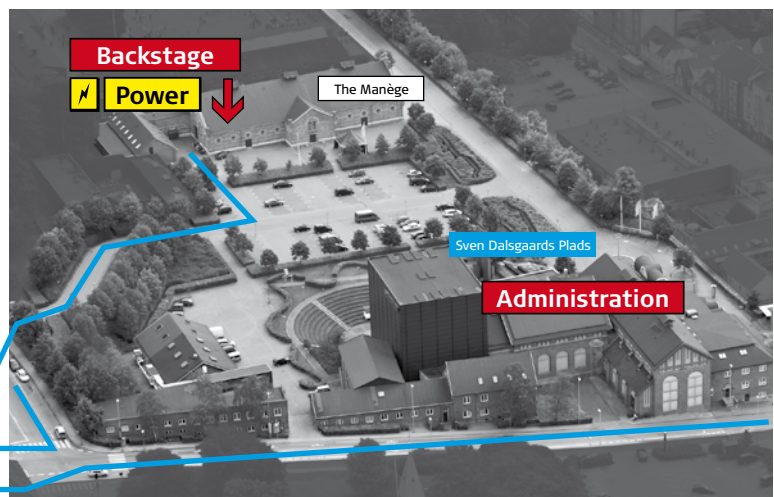 Backstage
Power
The Manège
Sven Dalsgaards Plads
Administration